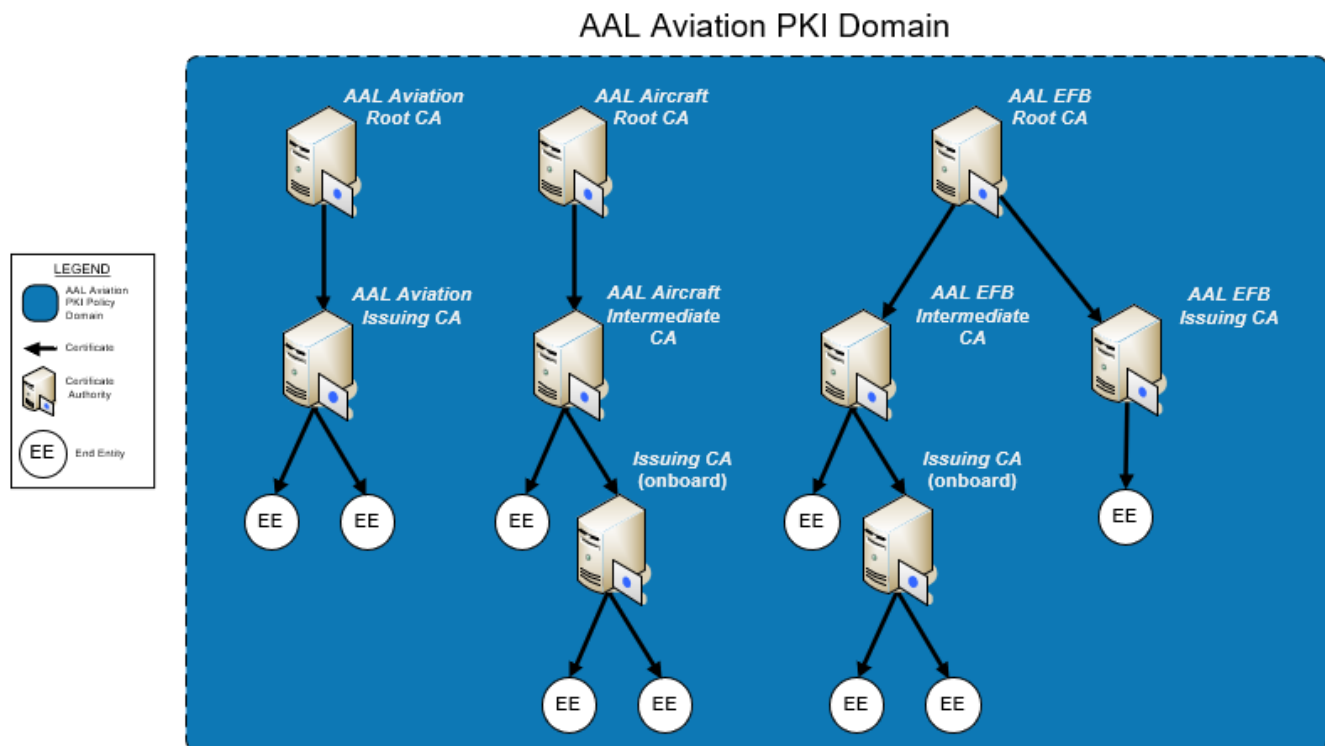 AAL Aviation PKI Domain
AAL Aviation
Root CA
AAL Aircraft
Root CA
AAL EFB
Root CA
LEGEND
AAL Aviation
PKI Policy
Domain
Certificate
Certificate
Authority
EE
End Entity
AAL Aviation
Issuing CA
AAL Aircraft
Intermediate
CA
AAL EFB
Intermediate
CA
AAL EFB
Issuing CA
Issuing CA
(onboard)
Issuing CA
(onboard)
EE
EE
EE
EE
EE
EE
EE
EE
EE